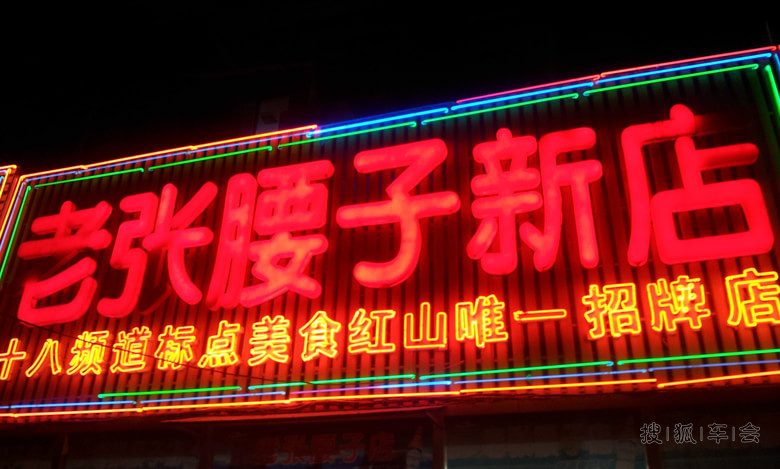 老张腰子新店
十八频道标点美食红山唯一招牌店
搜狐车会